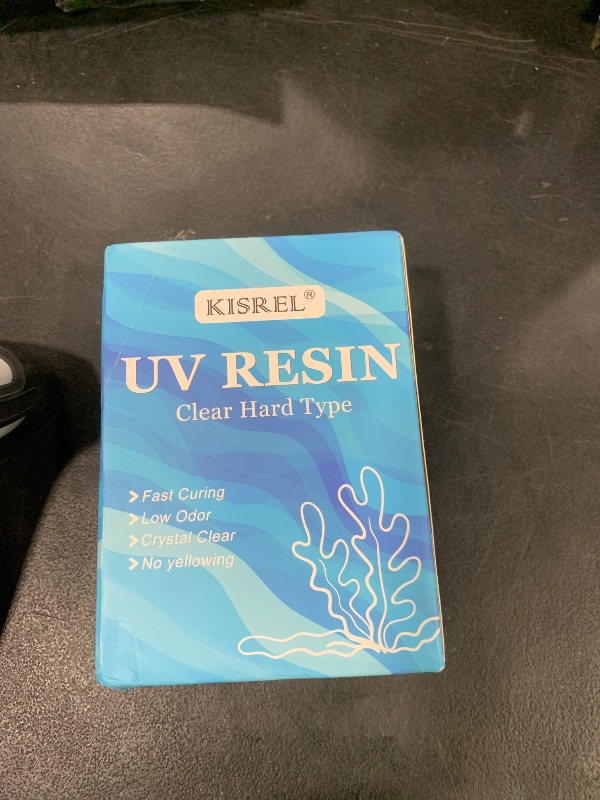 KISREL®
UV RESIN
Clear Hard Type
Fast Curing
Low Odor
Crystal Clear
No yellowing